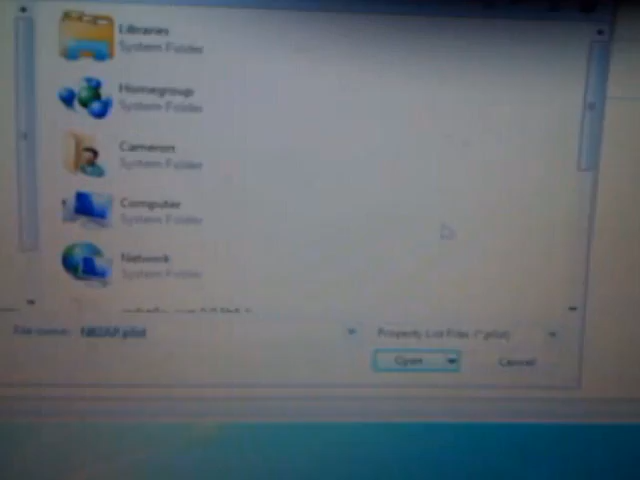 Libraries
System Folder
Homegroup
System Folder
Cameron
System Folder
Computer
System Folder
Network
System Folder
File name:
Property List Files (*.plist)
Open
Cancel